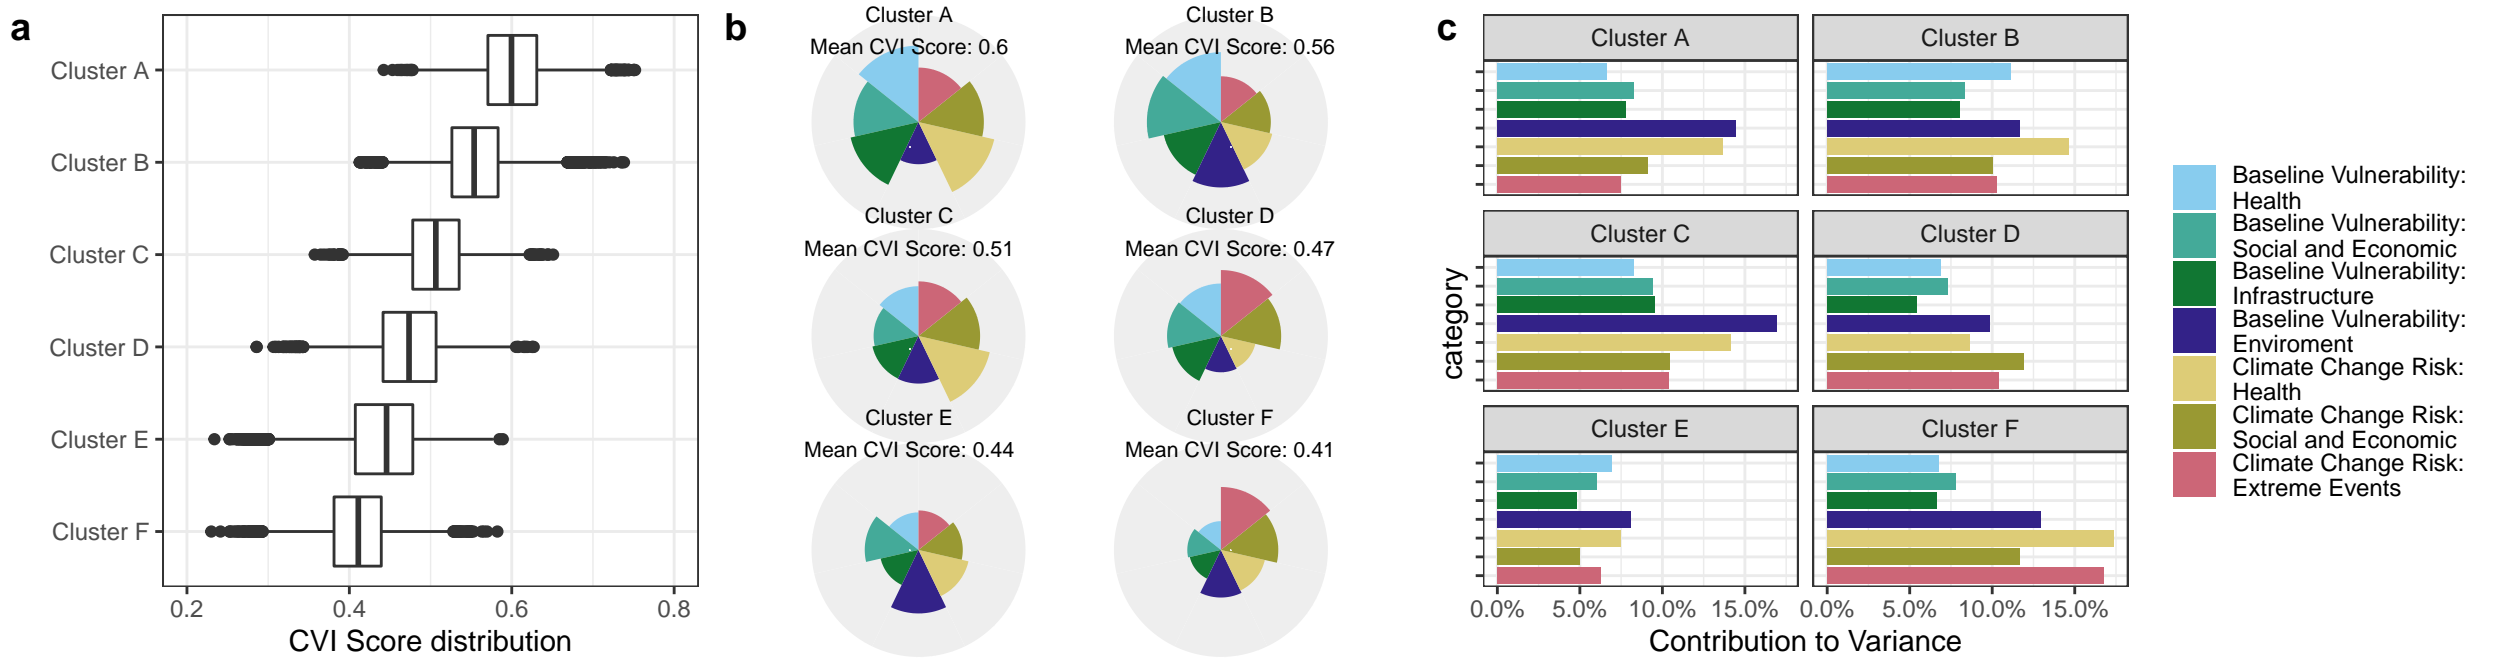 a
Cluster A
Cluster B
Cluster C
Cluster D
Cluster E
Cluster F
0.2 0.4 0.6 0.8
CVI Score distribution
b
Cluster A
Mean CVI Score: 0.6
Cluster B
Mean CVI Score: 0.56
Cluster C
Mean CVI Score: 0.51
Cluster D
Mean CVI Score: 0.47
Cluster E
Mean CVI Score: 0.44
Cluster F
Mean CVI Score: 0.41
c
category
Cluster A
Cluster B
Cluster C
Cluster D
Cluster E
Cluster F
0.0% 5.0% 10.0% 15.0%
0.0% 5.0% 10.0% 15.0%
Contribution to Variance
Baseline Vulnerability:
Health
Baseline Vulnerability:
Social and Economic
Baseline Vulnerability:
Infrastructure
Baseline Vulnerability:
Enviroment
Climate Change Risk:
Health
Climate Change Risk:
Social and Economic
Climate Change Risk:
Extreme Events